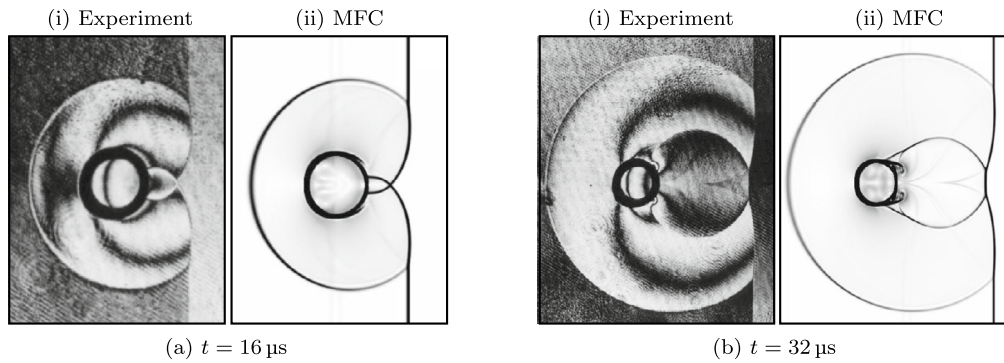 (i) Experiment (ii) MFC (i) Experiment (ii) MFC
(a) t = 16 µs (b) t = 32 µs